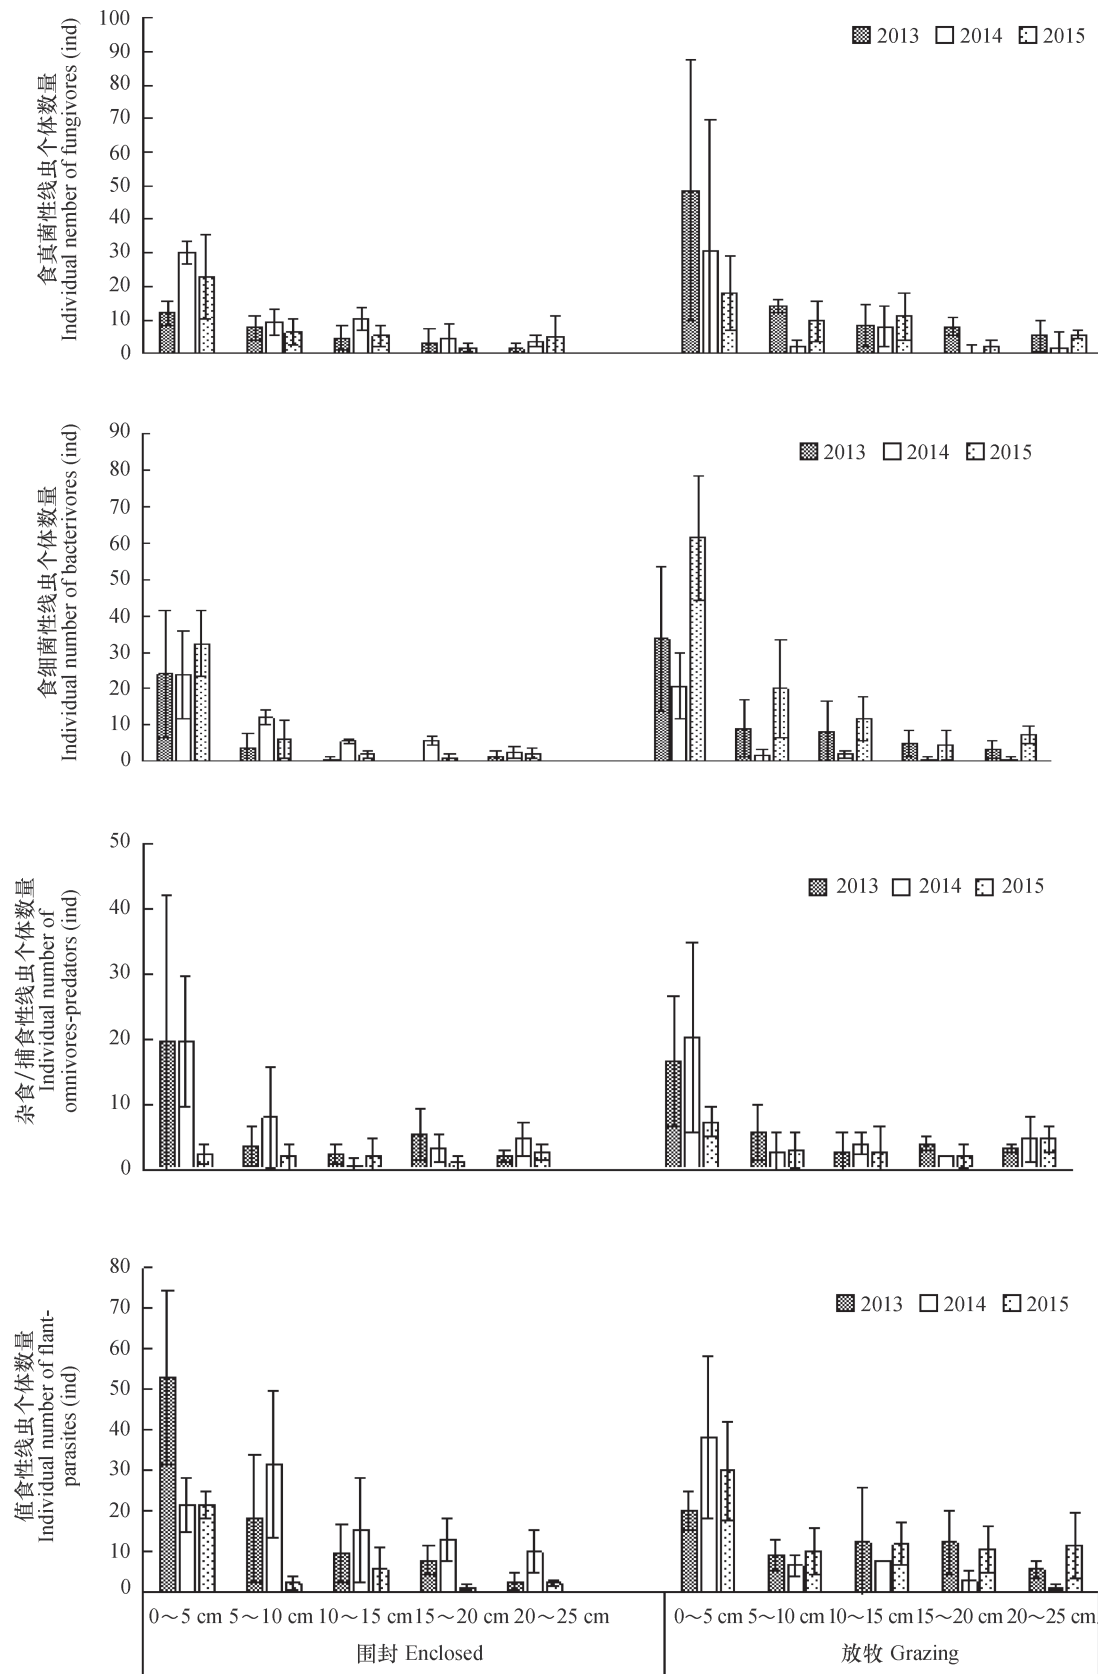 食真菌性线虫个体数量
Individual nember of fungivores (ind)
100
90
80
70
60
50
40
30
20
10
0
2013 2014 2015
食细菌性线虫个体数量
Individual number of bacterivores (ind)
90
80
70
60
50
40
30
20
10
0
2013 2014 2015
杂食/捕食性线虫个体数量
Individual number of
omnivores-predators (ind)
50
40
30
20
10
0
2013 2014 2015
值食性线虫个体数量
Individual number of flant-
parasites (ind)
80
70
60
50
40
30
20
10
0
2013 2014 2015
0～5 cm 5～10 cm 10～15 cm 15～20 cm 20～25 cm 0～5 cm 5～10 cm 10～15 cm 15～20 cm 20～25 cm
围封 Enclosed 放牧 Grazing